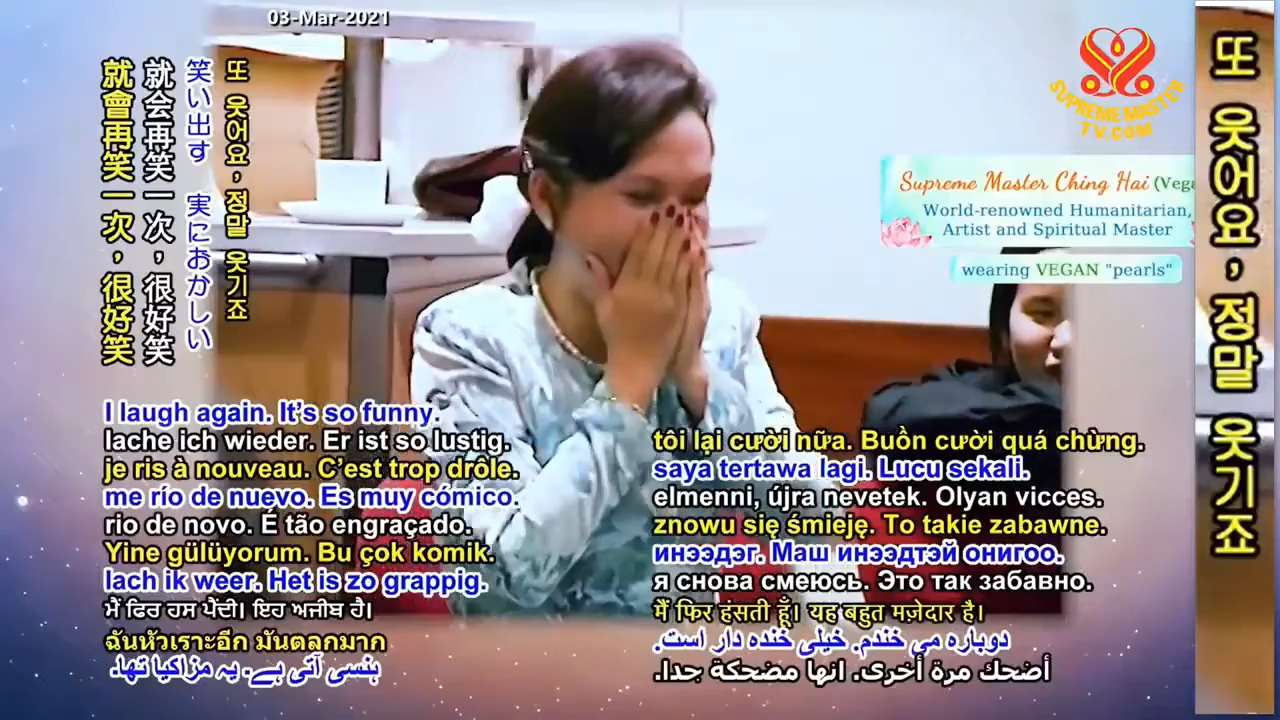 03-Mar-2021
SUPREME MASTER
TV.COM
또 웃어요, 정말 웃기죠
笑い出す 実におかしい
就会再笑一次，很好笑
就會再笑一次，很好笑
또 웃어요, 정말 웃기죠
Supreme Master Ching Hai (Vega
World-renowned Humanitarian,
Artist and Spiritual Master
wearing VEGAN "pearls"
I laugh again. It’s so funny.
lache ich wieder. Er ist so lustig.
je ris à nouveau. C’est trop drôle.
me río de nuevo. Es muy cómico.
rio de novo. É tão engraçado.
Yine gülüyorum. Bu çok komik.
lach ik weer. Het is zo grappig.
ਮੈਂ ਫਿਰ ਹਸ ਪੈਂਦੀ। ਇਹ ਅਜੀਬ ਹੈ।
ฉันหัวเราะอีก มันตลกมาก
ہنسی آتی ہے۔ یہ مزاکیا تھا۔
tôi lại cười nữa. Buồn cười quá chừng.
saya tertawa lagi. Lucu sekali.
elmenni, újra nevetek. Olyan vicces.
znowu się śmieję. To takie zabawne.
инээдэг. Маш инээдтэй онигоо.
я снова смеюсь. Это так забавно.
मैं फिर हंसती हूँ। यह बहुत मज़ेदार है।
دوباره می خندم. خیلی خنده دار است.
أضحك مرة أخرى. انها مضحكة جدا.